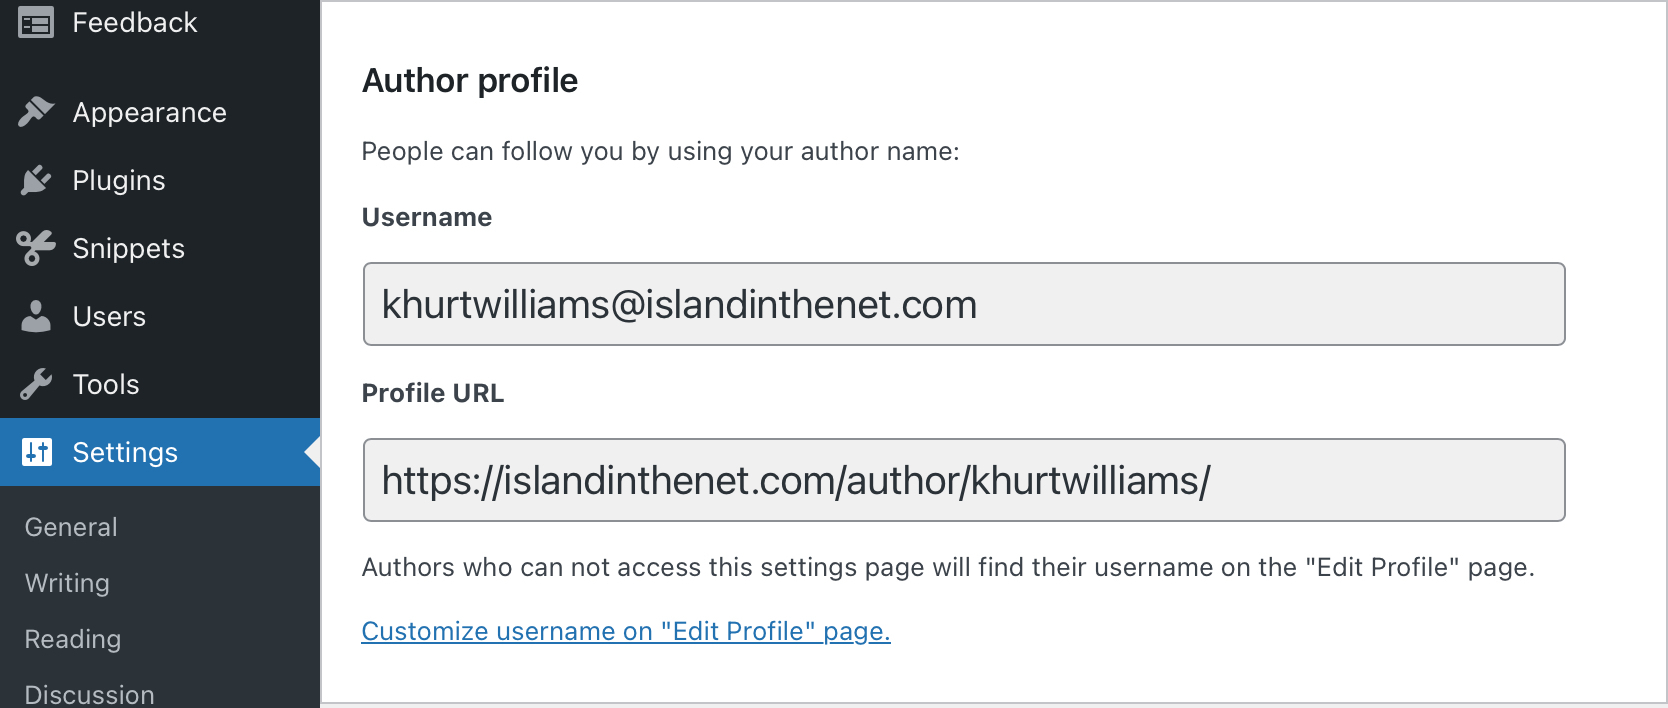 Feedback
Appearance
Plugins
Snippets
Users
Tools
Settings
General
Writing
Reading
Discussion
Author profile
People can follow you by using your author name:
Username
khurtwilliams@islandinthenet.com
Profile URL
https://islandinthenet.com/author/khurtwilliams/
Authors who can not access this settings page will find their username on the "Edit Profile" page.
Customize username on "Edit Profile" page.